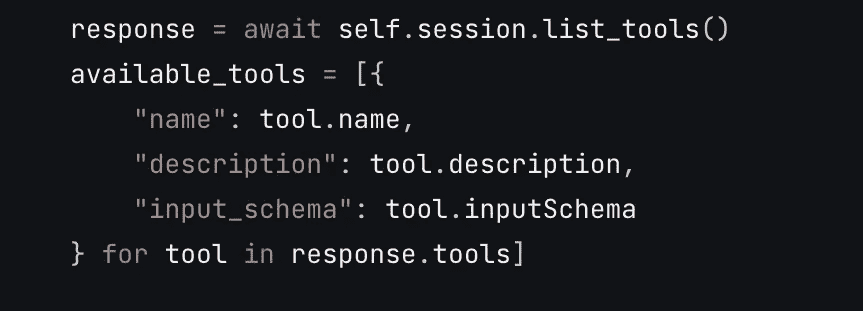 response = await self.session.list_tools()
available_tools = [{
    "name": tool.name,
    "description": tool.description,
    "input_schema": tool.inputSchema
} for tool in response.tools]